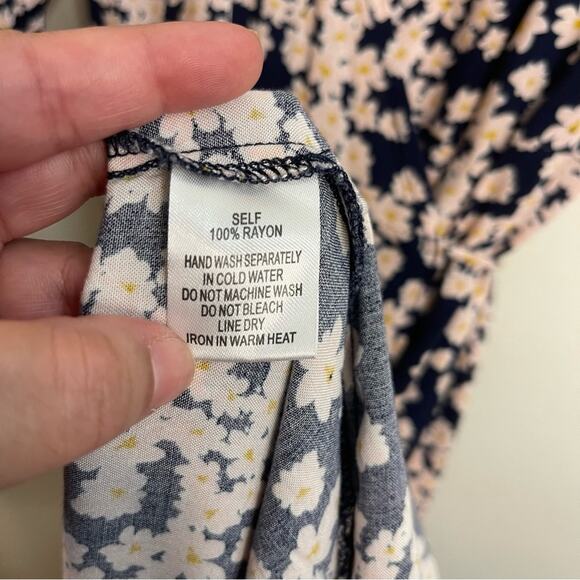 SELF
100% RAYON
HAND WASH SEPARATELY
IN COLD WATER
DO NOT MACHINE WASH
DO NOT BLEACH
LINE DRY
IRON IN WARM HEAT